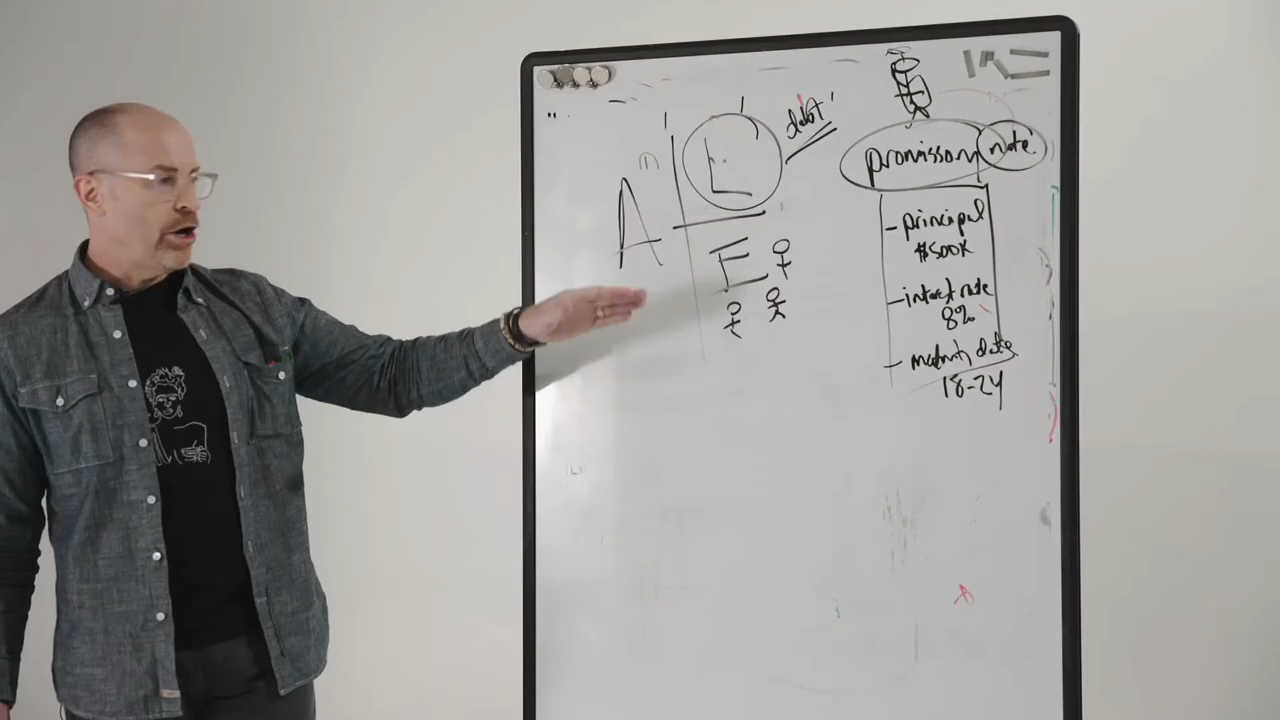 A
L
debt
E
promissory note
- principal
$500K
- interest rate
8%
- maturity date
18-24